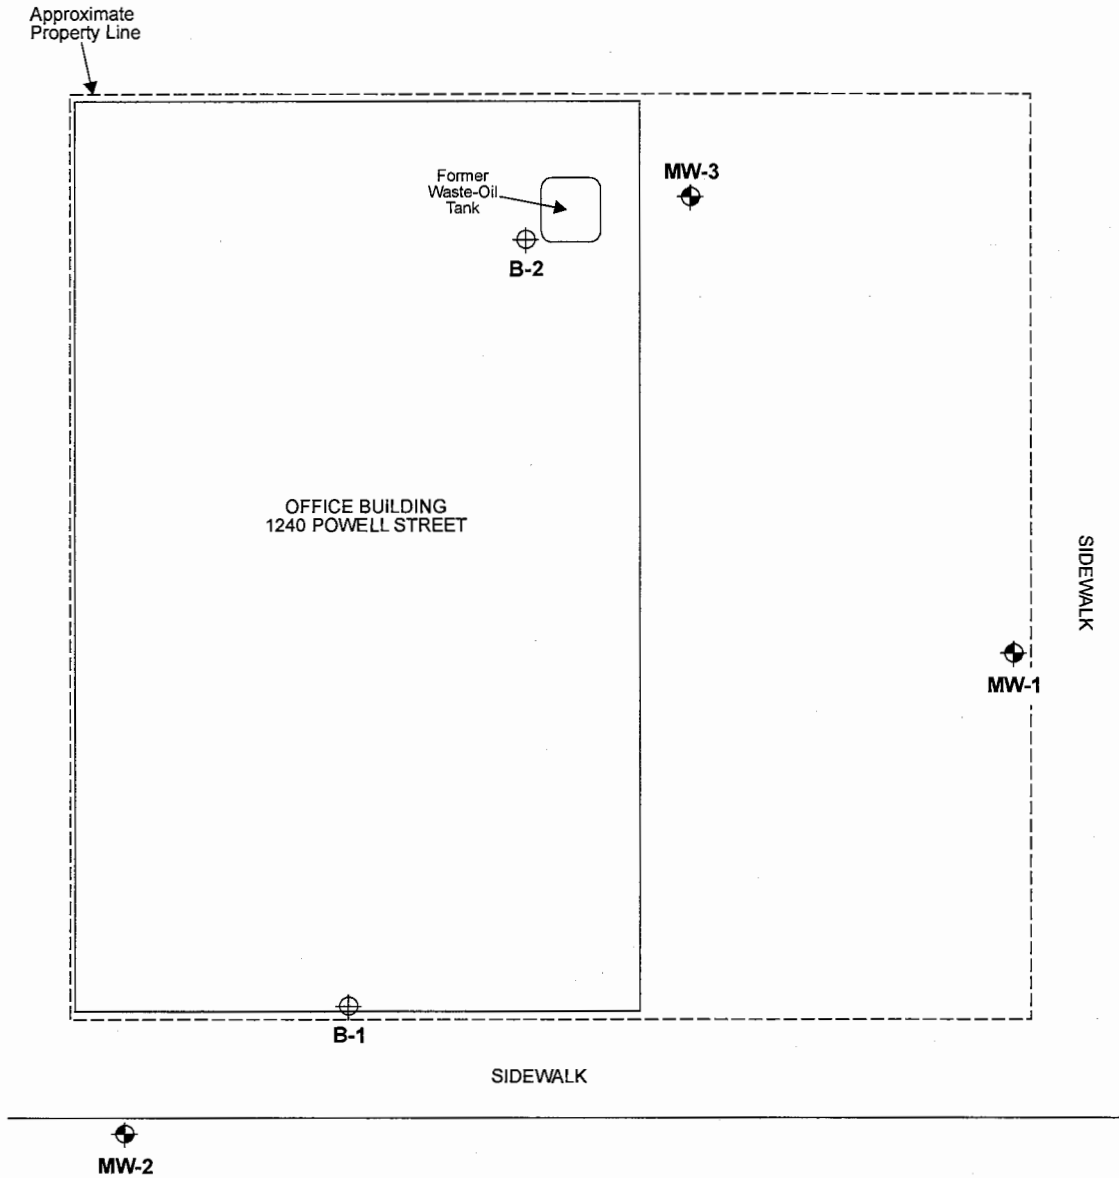 Approximate
Property Line
MW-3
Former
Waste-Oil
Tank
B-2
OFFICE BUILDING
1240 POWELL STREET
SIDEWALK
MW-1
B-1
SIDEWALK
MW-2